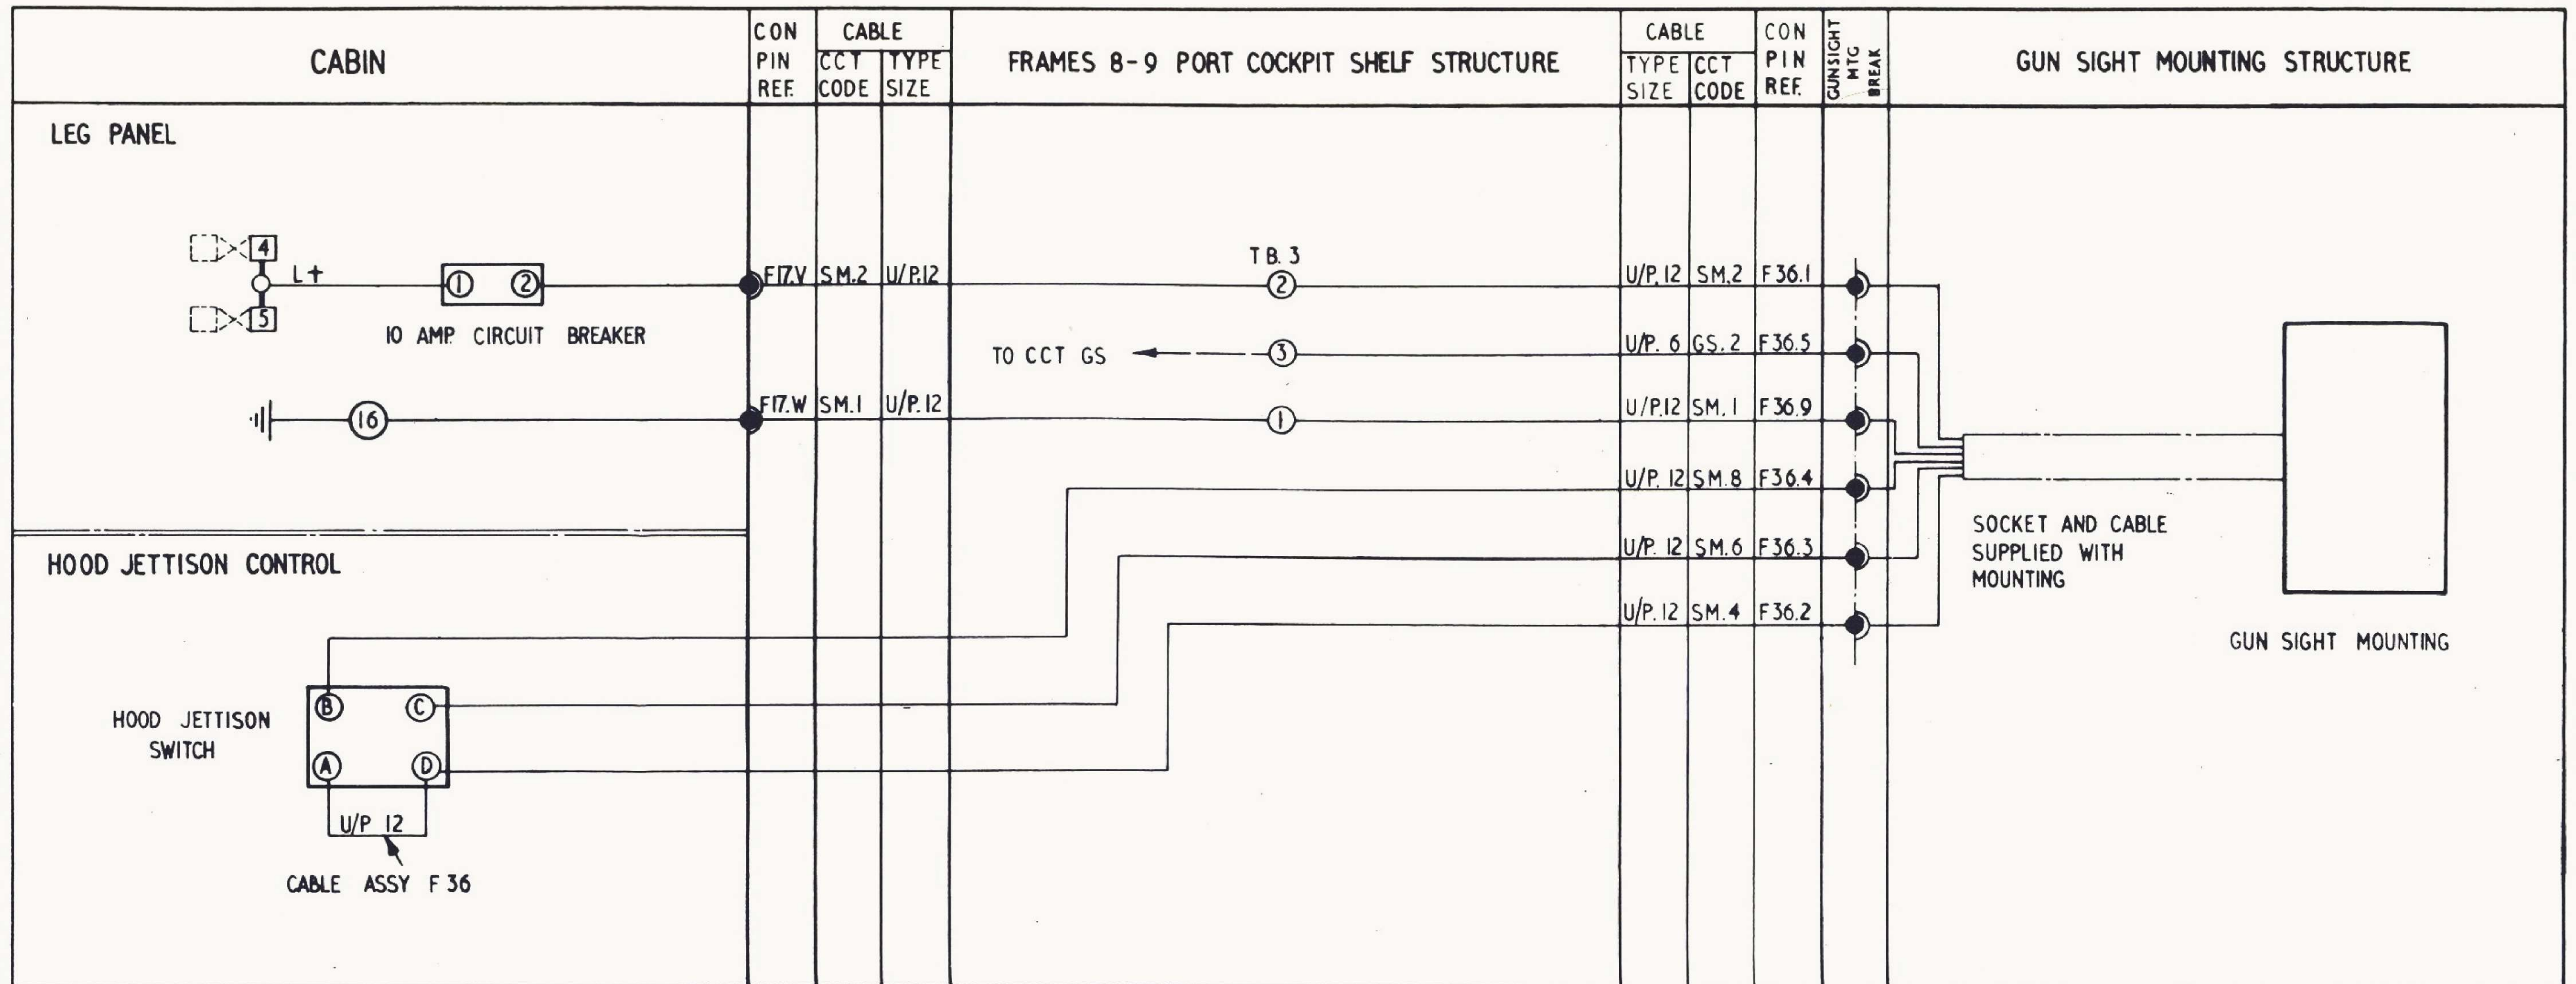 CABIN
CON
PIN
REF.
CABLE
CCT
CODE
TYPE
SIZE
FRAMES 8-9 PORT COCKPIT SHELF STRUCTURE
CABLE
TYPE
SIZE
CCT
CODE
CON
PIN
REF.
GUNSIGHT
MTG
BREAK
GUN SIGHT MOUNTING STRUCTURE
LEG PANEL
4
L+
1 2
5
10 AMP. CIRCUIT BREAKER
F17.V SM.2 U/P.12
T B. 3
2
U/P.12 SM.2 F36.1
TO CCT GS
3
U/P. 6 GS. 2 F36.5
16
F17.W SM.1 U/P.12
1
U/P.12 SM.1 F36.9
U/P. 12 SM.8 F36.4
U/P. 12 SM.6 F36.3
U/P.12 SM.4 F36.2
SOCKET AND CABLE
SUPPLIED WITH
MOUNTING
GUN SIGHT MOUNTING
HOOD JETTISON CONTROL
HOOD JETTISON
SWITCH
B C
A D
U/P 12
CABLE ASSY F 36